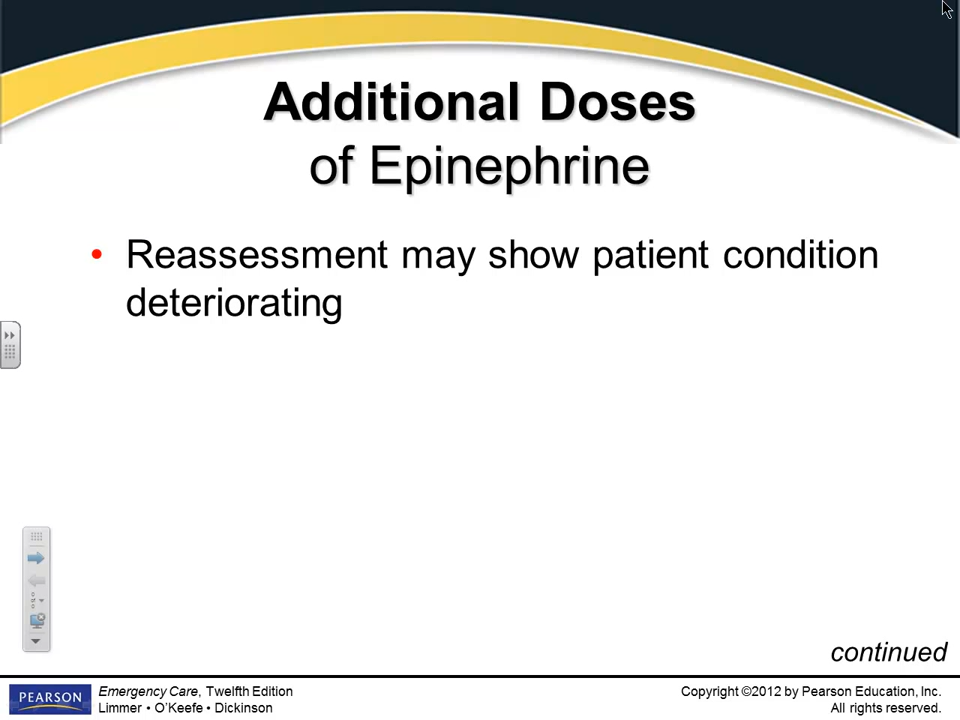 Additional Doses
of Epinephrine
• Reassessment may show patient condition
deteriorating
continued
PEARSON
Emergency Care, Twelfth Edition
Limmer • O’Keefe • Dickinson
Copyright ©2012 by Pearson Education, Inc.
All rights reserved.